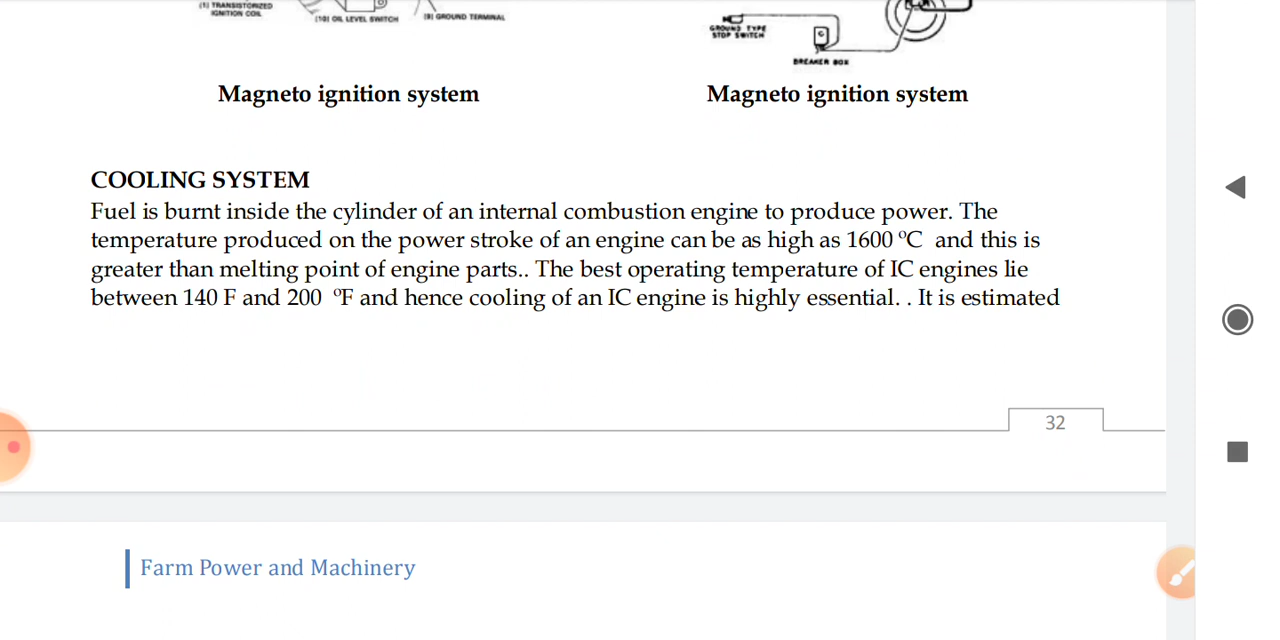 (1) TRANSISTORIZED
IGNITION COIL
(10) OIL LEVEL SWITCH
(8) GROUND TERMINAL
GROUND TYPE
STOP SWITCH
BREAKER BOX
Magneto ignition system
Magneto ignition system
COOLING SYSTEM
Fuel is burnt inside the cylinder of an internal combustion engine to produce power. The
temperature produced on the power stroke of an engine can be as high as 1600 ºC and this is
greater than melting point of engine parts.. The best operating temperature of IC engines lie
between 140 F and 200 ºF and hence cooling of an IC engine is highly essential. . It is estimated
32
Farm Power and Machinery